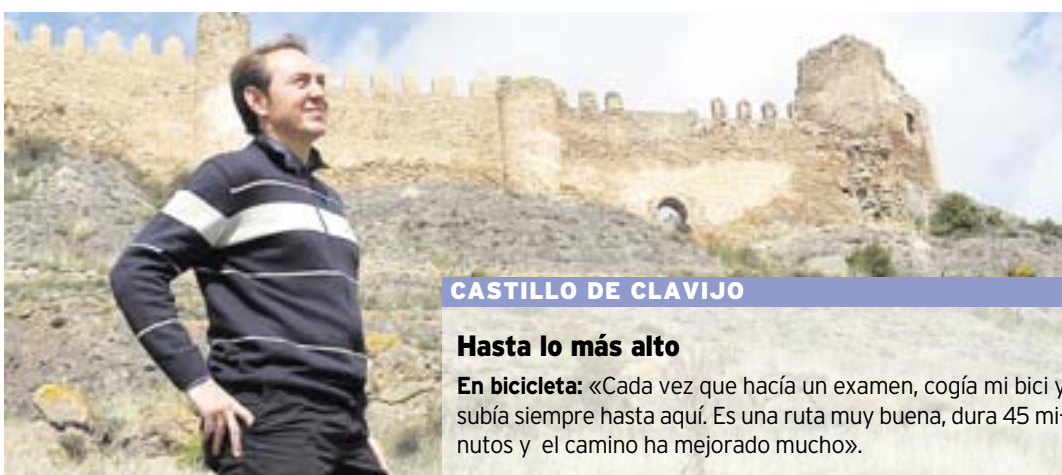 CASTILLO DE CLAVIJO
Hasta lo más alto
En bicicleta: «Cada vez que hacía un examen, cogía mi bici y
subía siempre hasta aquí. Es una ruta muy buena, dura 45 mi-
nutos y el camino ha mejorado mucho».